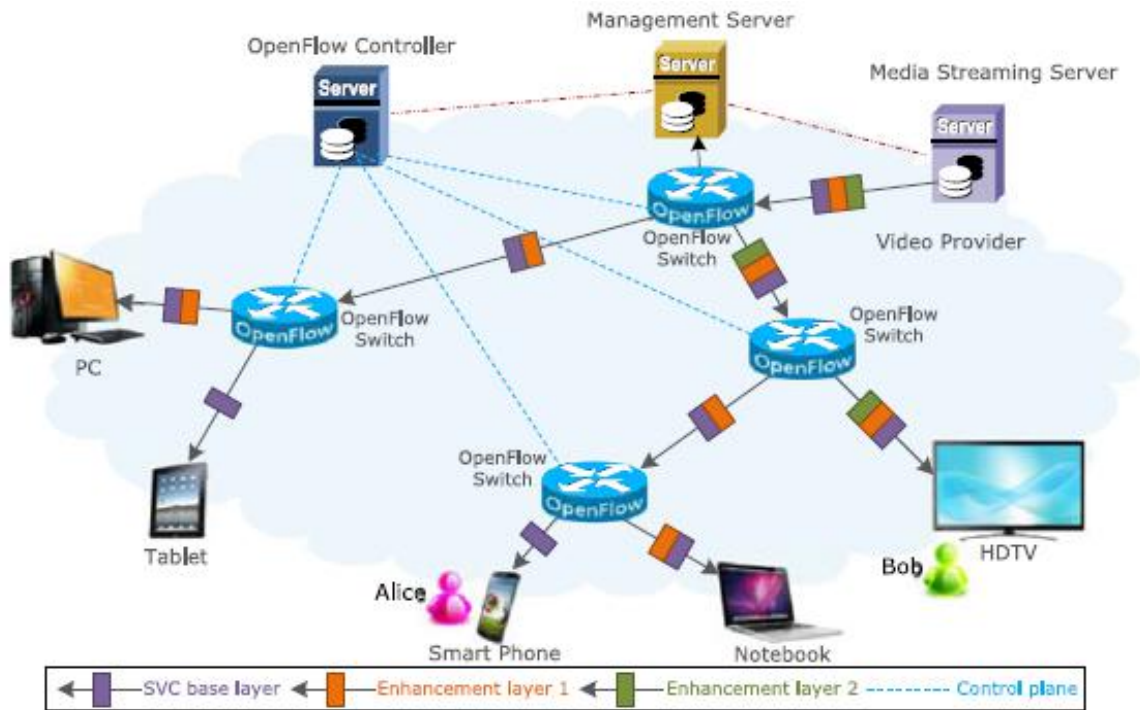 Management Server
OpenFlow Controller
Server
Media Streaming Server
Server
Server
OpenFlow
OpenFlow
Switch
Video Provider
OpenFlow
OpenFlow
Switch
PC
OpenFlow
Switch
OpenFlow
OpenFlow
Switch
OpenFlow
Tablet
HDTV
Alice
Bob
Smart Phone
Notebook
SVC base layer
Enhancement layer 1
Enhancement layer 2
Control plane